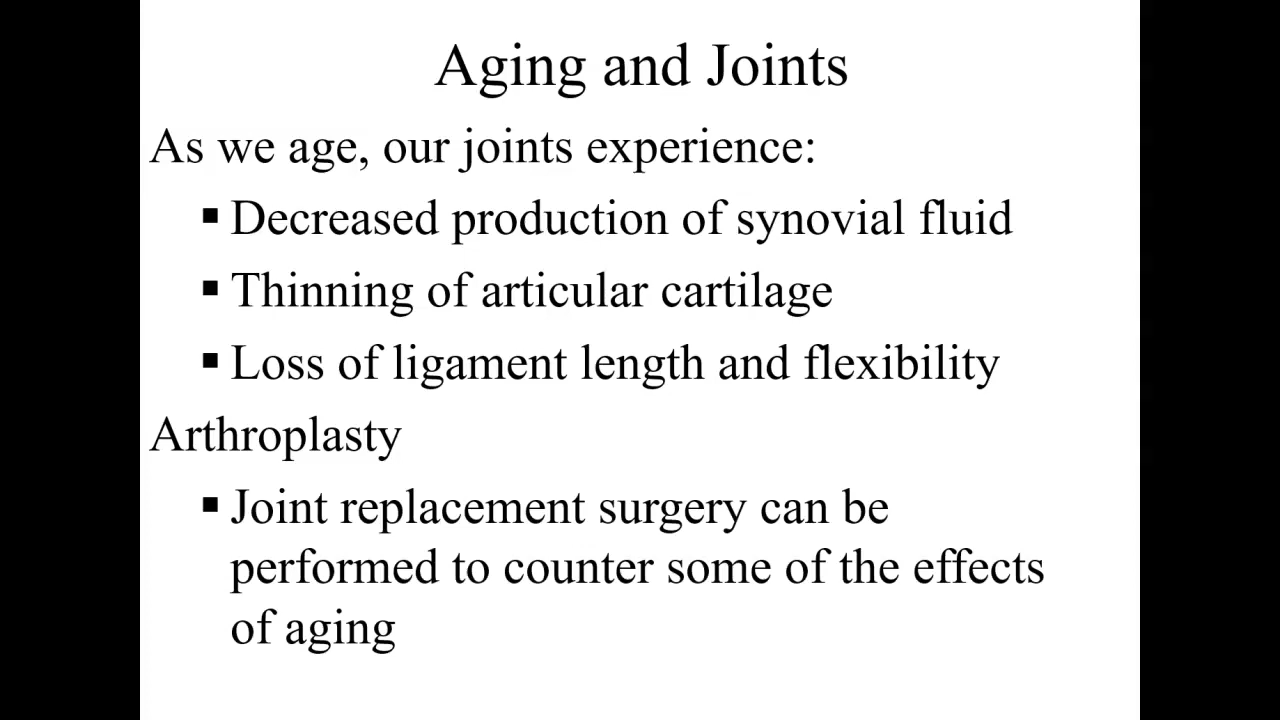 Aging and Joints
As we age, our joints experience:
▪ Decreased production of synovial fluid
▪ Thinning of articular cartilage
▪ Loss of ligament length and flexibility
Arthroplasty
▪ Joint replacement surgery can be
performed to counter some of the effects
of aging